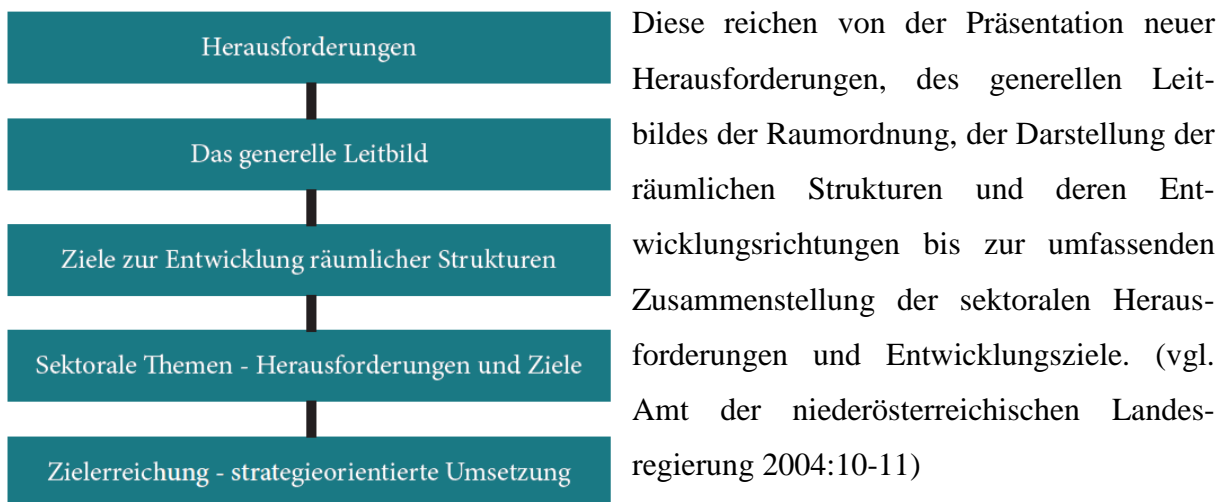 Herausforderungen
Das generelle Leitbild
Ziele zur Entwicklung räumlicher Strukturen
Sektorale Themen - Herausforderungen und Ziele
Zielerreichung - strategieorientierte Umsetzung
Diese reichen von der Präsentation neuer
Herausforderungen, des generellen Leit-
bildes der Raumordnung, der Darstellung der
räumlichen Strukturen und deren Ent-
wicklungsrichtungen bis zur umfassenden
Zusammenstellung der sektoralen Heraus-
forderungen und Entwicklungsziele. (vgl.
Amt der niederösterreichischen Landes-
regierung 2004:10-11)